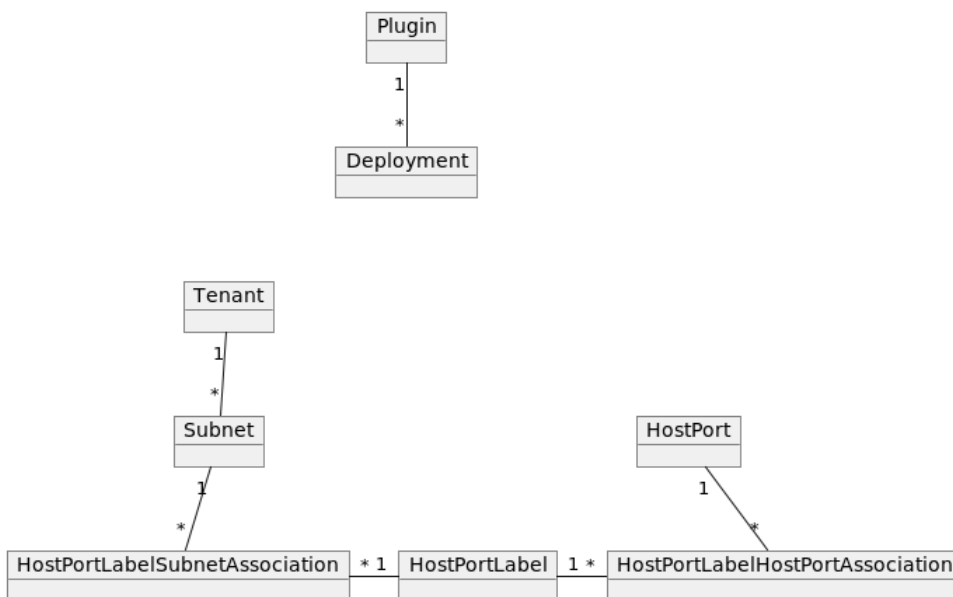 Plugin
1
*
Deployment
Tenant
1
*
Subnet
HostPort
1
1
*
*
HostPortLabelSubnetAssociation
* 1
HostPortLabel
1 *
HostPortLabelHostPortAssociation